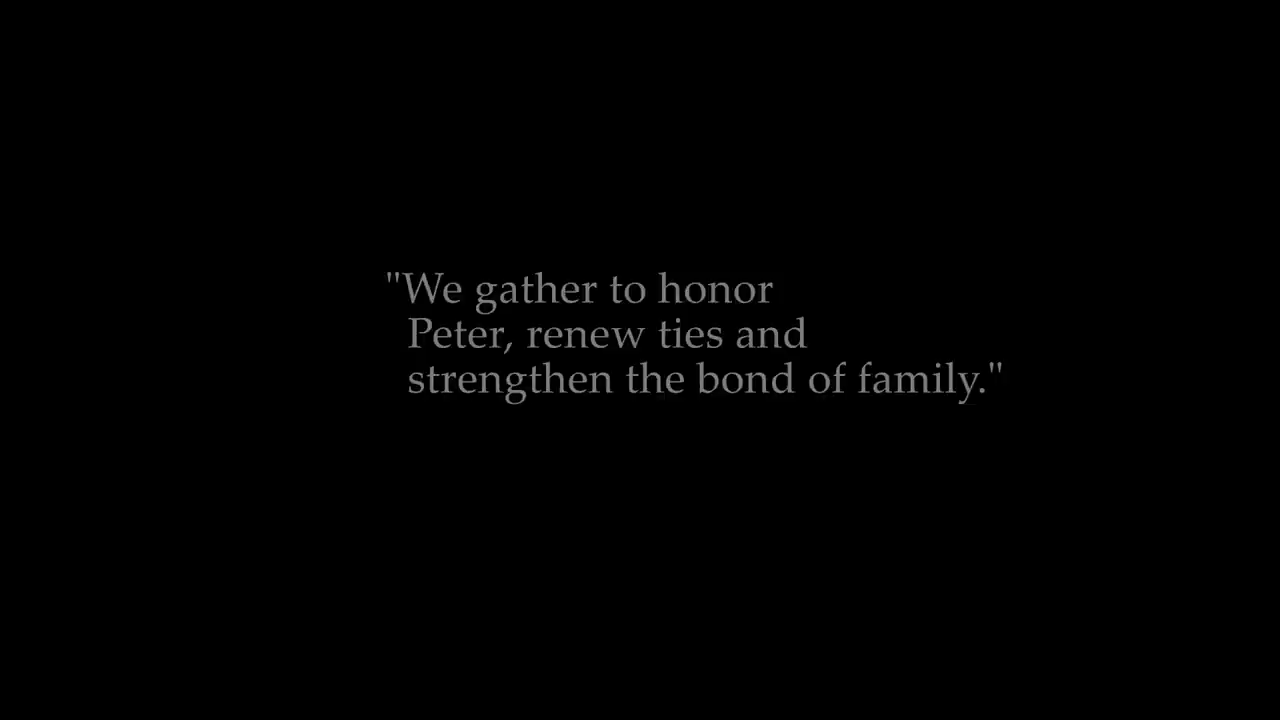 "We gather to honor
Peter, renew ties and
strengthen the bond of family."